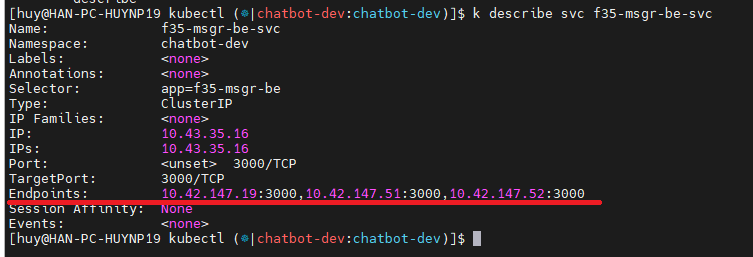 describe
[huy@HAN-PC-HUYNP19 kubectl (⎈|chatbot-dev:chatbot-dev)]$ k describe svc f35-msgr-be-svc
Name:              f35-msgr-be-svc
Namespace:         chatbot-dev
Labels:            <none>
Annotations:       <none>
Selector:          app=f35-msgr-be
Type:              ClusterIP
IP Families:       <none>
IP:                10.43.35.16
IPs:               10.43.35.16
Port:              <unset>  3000/TCP
TargetPort:        3000/TCP
Endpoints:         10.42.147.19:3000,10.42.147.51:3000,10.42.147.52:3000
Session Affinity:  None
Events:            <none>
[huy@HAN-PC-HUYNP19 kubectl (⎈|chatbot-dev:chatbot-dev)]$